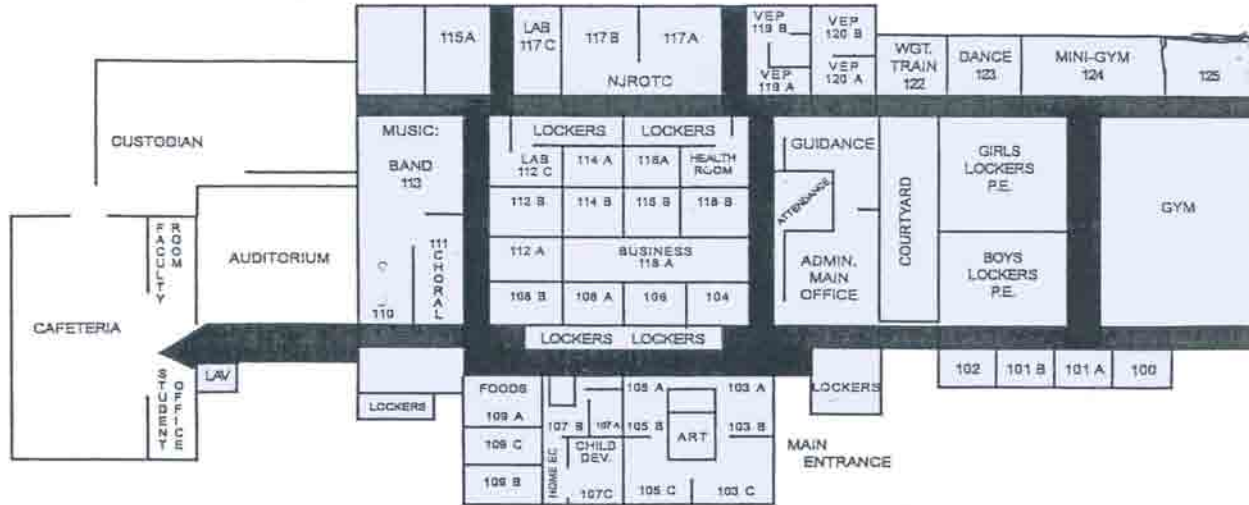 115A
LAB
117 C
117 B
117 A
NJROTC
VEP
119 B
VEP
119 A
VEP
120 B
VEP
120 A
WGT.
TRAIN
122
DANCE
123
MINI-GYM
124
125
CUSTODIAN
MUSIC:
BAND
113
LOCKERS
LOCKERS
LAB
112 C
114 A
116A
HEALTH
ROOM
112 B
114 B
116 B
118 B
112 A
BUSINESS
118 A
108 B
108 A
106
104
LOCKERS LOCKERS
GUIDANCE
ATTENDANCE
ADMIN.
MAIN
OFFICE
COURTYARD
GIRLS
LOCKERS
P.E.
BOYS
LOCKERS
P.E.
GYM
FACULTY
ROOM
AUDITORIUM
110
111
CHORAL
CAFETERIA
STUDENT
OFFICE
LAV
LOCKERS
FOODS
109 A
109 C
109 B
HOME EC
107 B
107 A
CHILD
DEV.
107C
105 A
105 B
105 C
ART
103 A
103 B
103 C
LOCKERS
MAIN
ENTRANCE
102
101 B
101 A
100